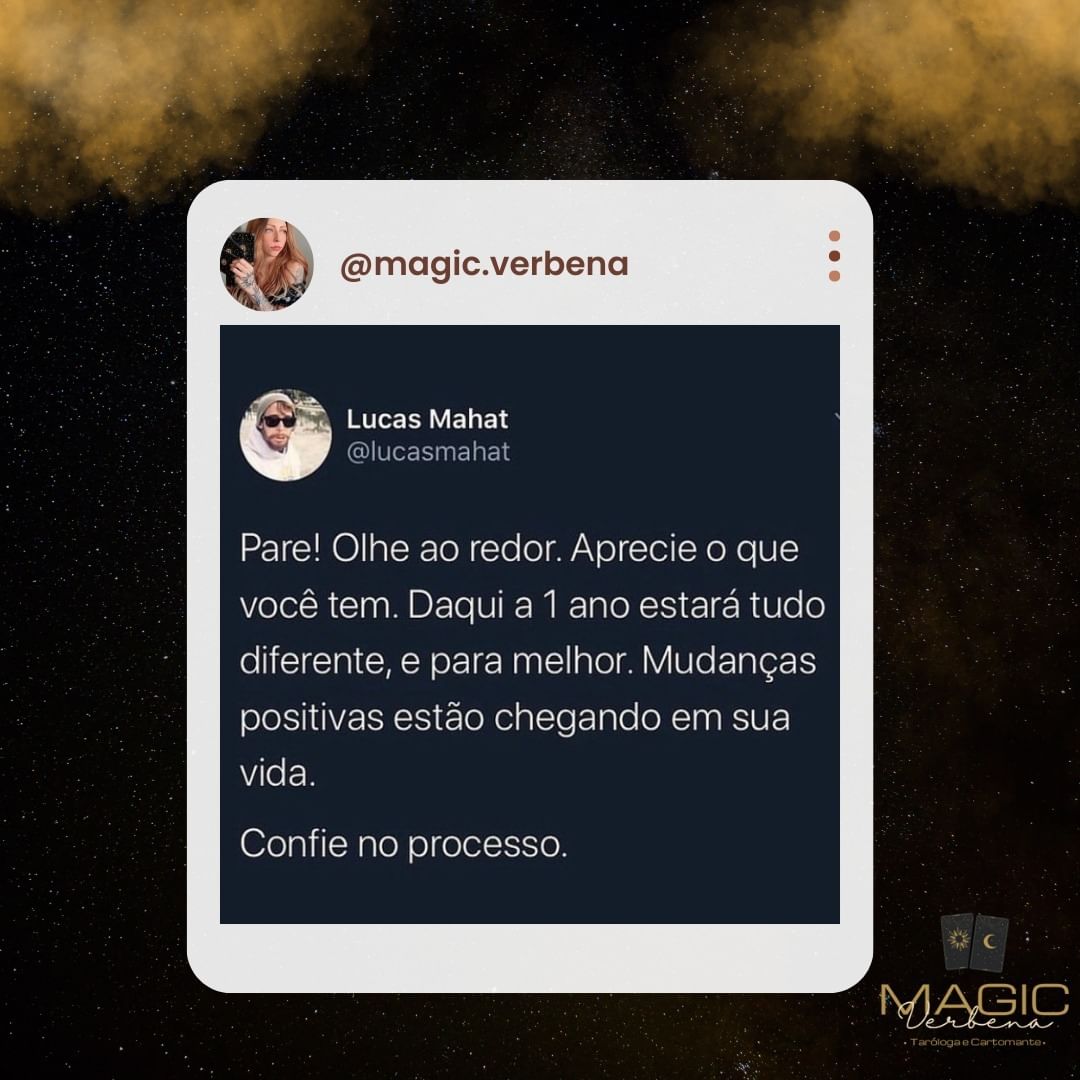 @magic.verbena
Lucas Mahat
@lucasmahat
Pare! Olhe ao redor. Aprecie o que
você tem. Daqui a 1 ano estará tudo
diferente, e para melhor. Mudanças
positivas estão chegando em sua
vida.
Confie no processo.
MAGIC
Verbena
• Taróloga e Cartomante •